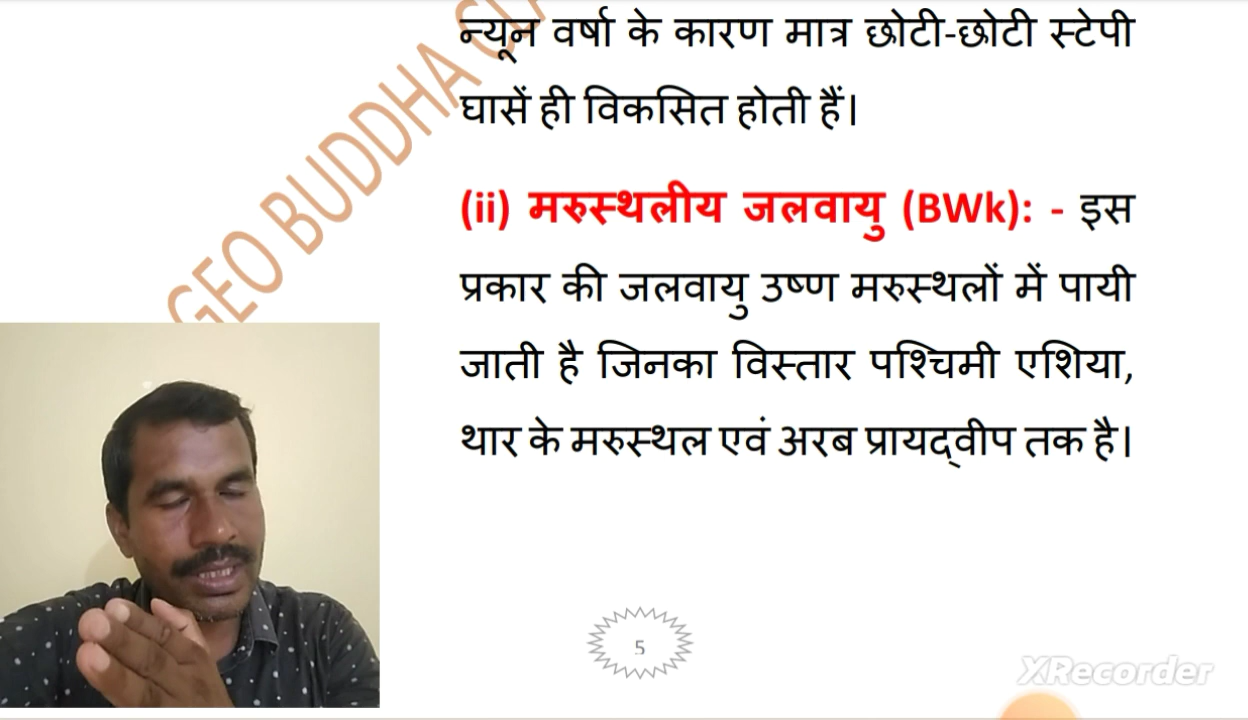 न्यून वर्षा के कारण मात्र छोटी-छोटी स्टेपी
घासें ही विकसित होती हैं।
(ii) मरुस्थलीय जलवायु (BWk): - इस
प्रकार की जलवायु उष्ण मरुस्थलों में पायी
जाती है जिनका विस्तार पश्चिमी एशिया,
थार के मरुस्थल एवं अरब प्रायद्वीप तक है।
GEO BUDDHA
5
XRecorder